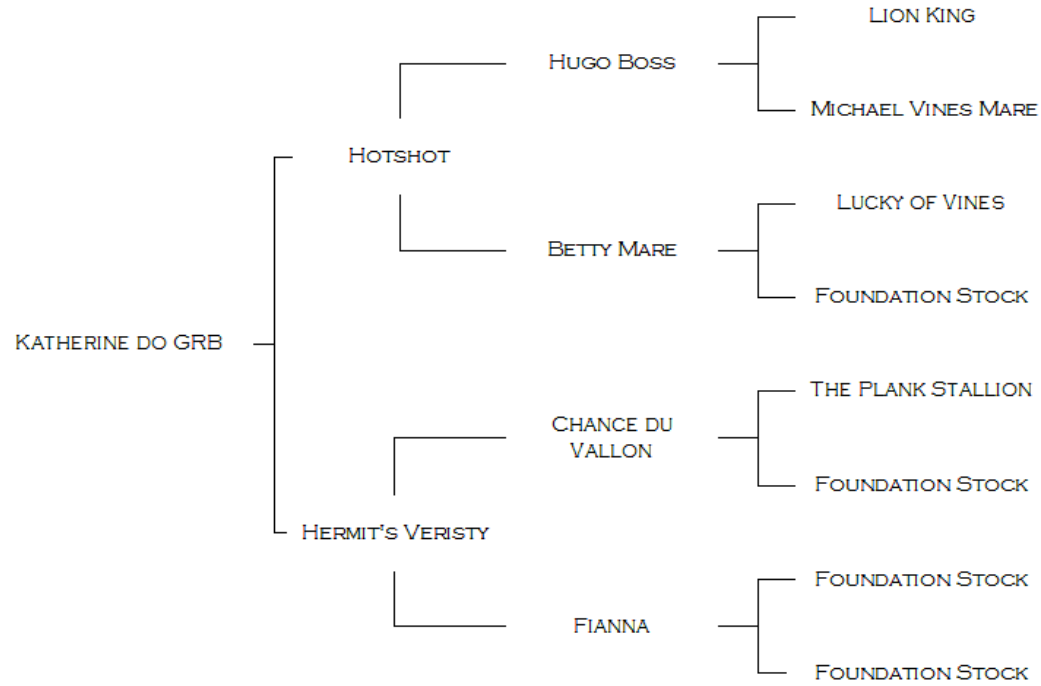 Lion King
Hugo Boss
Michael Vines Mare
Hotshot
Lucky of Vines
Betty Mare
Foundation Stock
Katherine do GRB
The Plank Stallion
Chance du
Vallon
Foundation Stock
Hermit's Veristy
Foundation Stock
Fianna
Foundation Stock